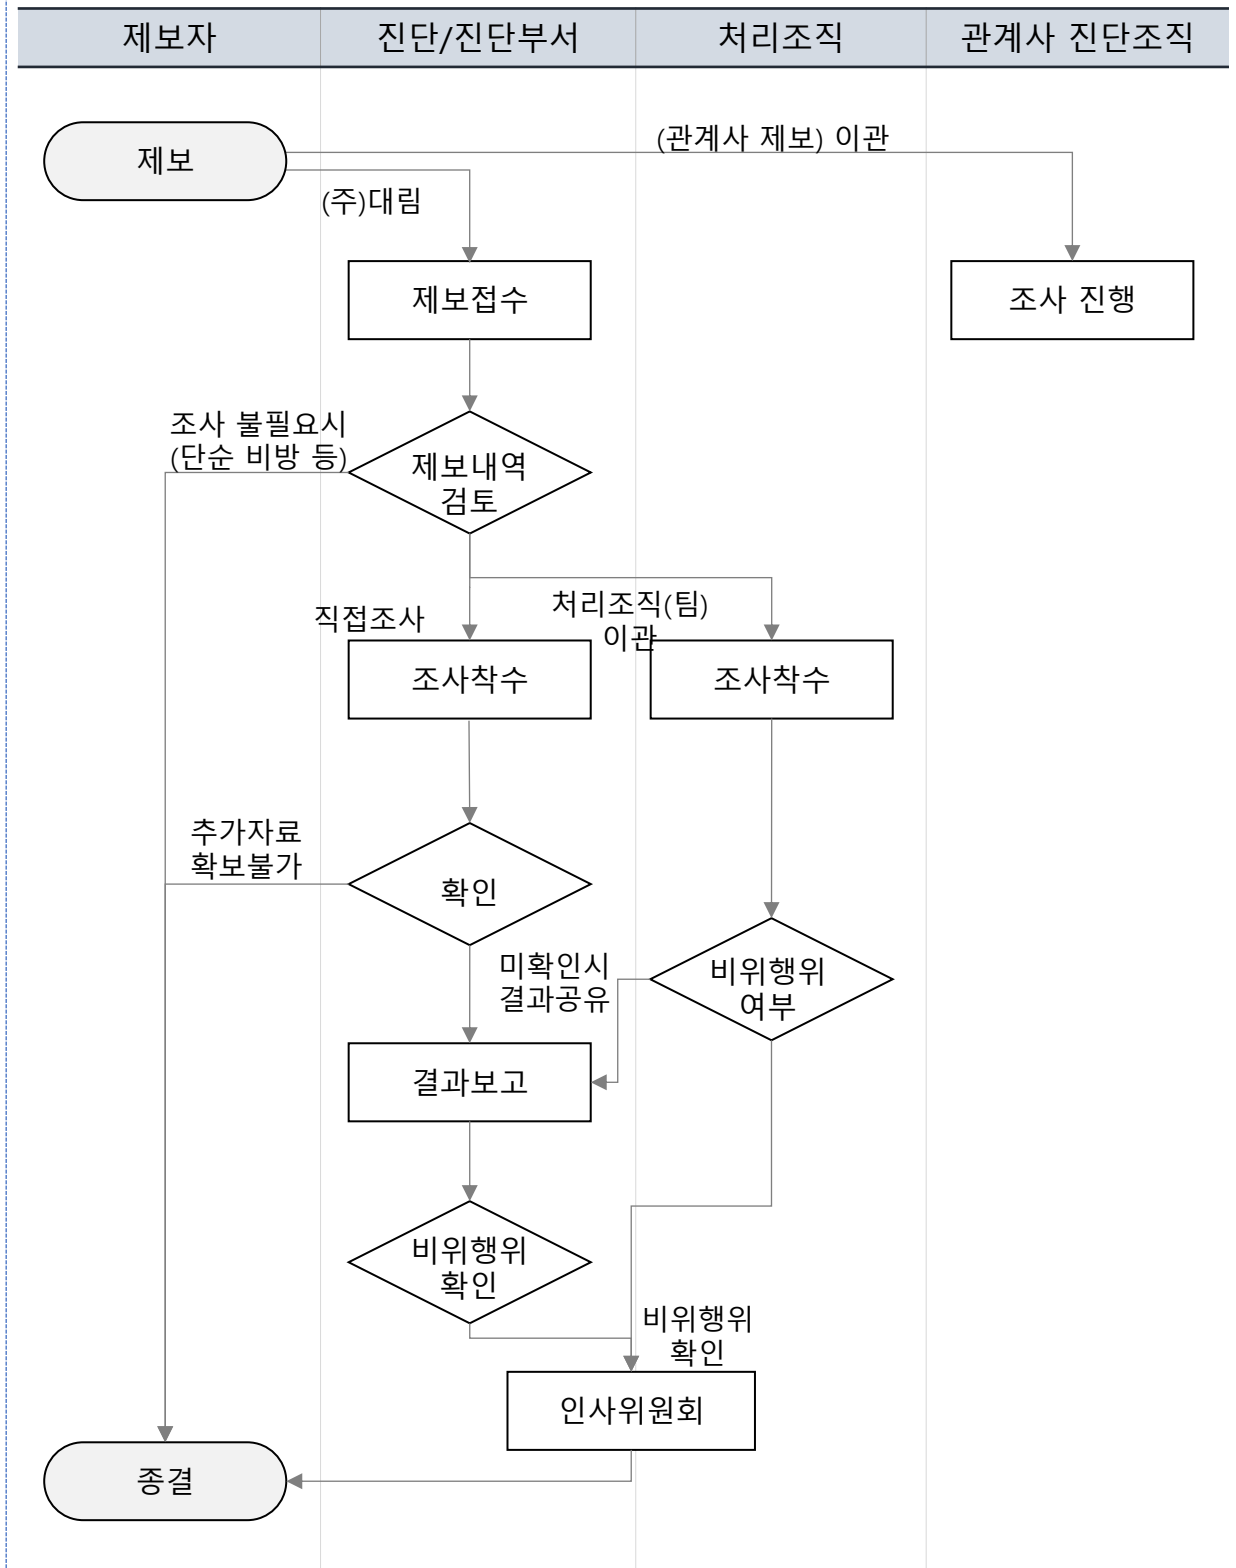 제보자
진단/진단부서
처리조직
관계사 진단조직
제보
(관계사 제보) 이관
(주)대림
제보접수
조사 진행
조사 불필요시
(단순 비방 등)
제보내역
검토
직접조사
처리조직(팀)
이관
조사착수
조사착수
추가자료
확보불가
확인
미확인시
결과공유
비위행위
여부
결과보고
비위행위
확인
비위행위
확인
인사위원회
종결